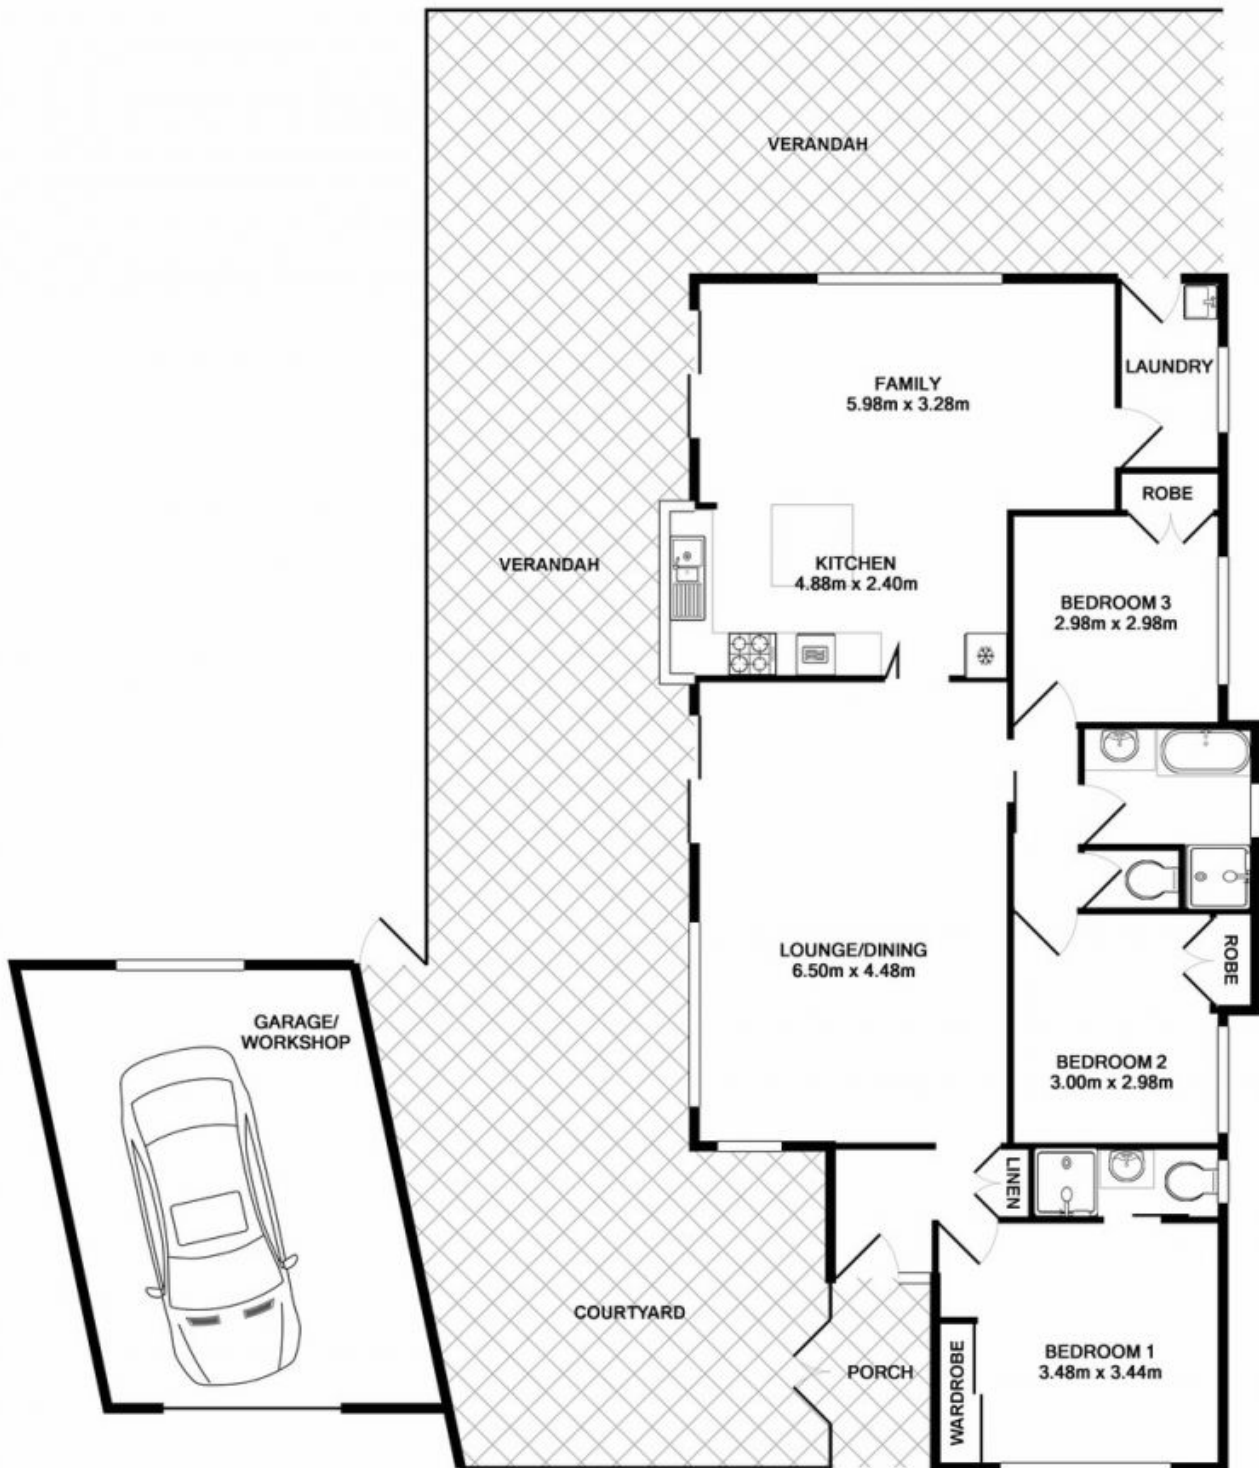 VERANDAH
FAMILY
5.98m x 3.28m
LAUNDRY
ROBE
VERANDAH
KITCHEN
4.88m x 2.40m
BEDROOM 3
2.98m x 2.98m
LOUNGE/DINING
6.50m x 4.48m
ROBE
GARAGE/
WORKSHOP
BEDROOM 2
3.00m x 2.98m
LINEN
COURTYARD
PORCH
WARDROBE
BEDROOM 1
3.48m x 3.44m